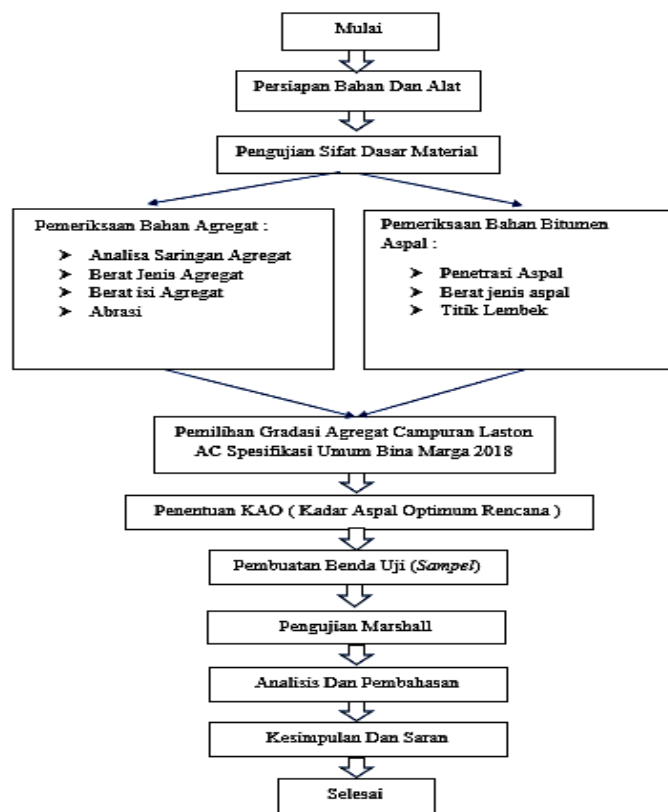 Mulai
Persiapan Bahan Dan Alat
Pengujian Sifat Dasar Material
Pemeriksaan Bahan Agregat :
➤ Analisa Saringan Agregat
➤ Berat Jenis Agregat
➤ Berat isi Agregat
➤ Abrasi
Pemeriksaan Bahan Bitumen
Aspal :
➤ Penetrasi Aspal
➤ Berat jenis aspal
➤ Titik Lembek
Pemilihan Gradasi Agregat Campuran Laston
AC Spesifikasi Umum Bina Marga 2018
Penentuan KAO ( Kadar Aspal Optimum Rencana )
Pembuatan Benda Uji (Sampel)
Pengujian Marshall
Analisis Dan Pembahasan
Kesimpulan Dan Saran
Selesai